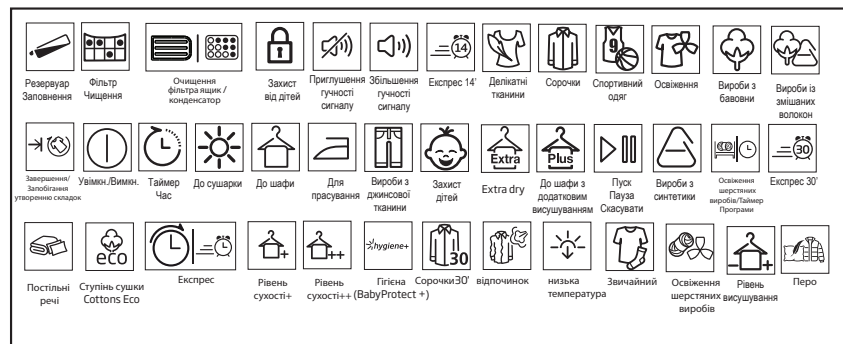 14
9
Резервуар Заповнення
Фільтр Чищення
Очищення фільтра ящик / конденсатор
Захист від дітей
Приглушення гучності сигналу
Збільшення гучності сигналу
Експрес 14'
Делікатні тканини
Сорочки
Спортивний одяг
Освіження
Вироби з бавовни
Вироби із змішаних волокон
Extra
Plus
30
Завершення/ Запобігання утворенню складок
Увімкн./Вимкн.
Таймер Час
До сушарки
До шафи
Для прасування
Вироби з джинсової тканини
Захист дітей
Extra dry
До шафи з додатковим висушуванням
Пуск Пауза Скасувати
Вироби з синтетики
Освіження шерстяних виробів/Таймер Програми
Експрес 30'
eco
+
++
hygiene+
30
Постільні речі
Ступінь сушки Cottons Eco
Експрес
Рівень сухості+
Рівень сухості++
Гігієна (BabyProtect +)
Сорочки30'
відпочинок
низька температура
Звичайний
Освіження шерстяних виробів
Рівень висушування
Перо